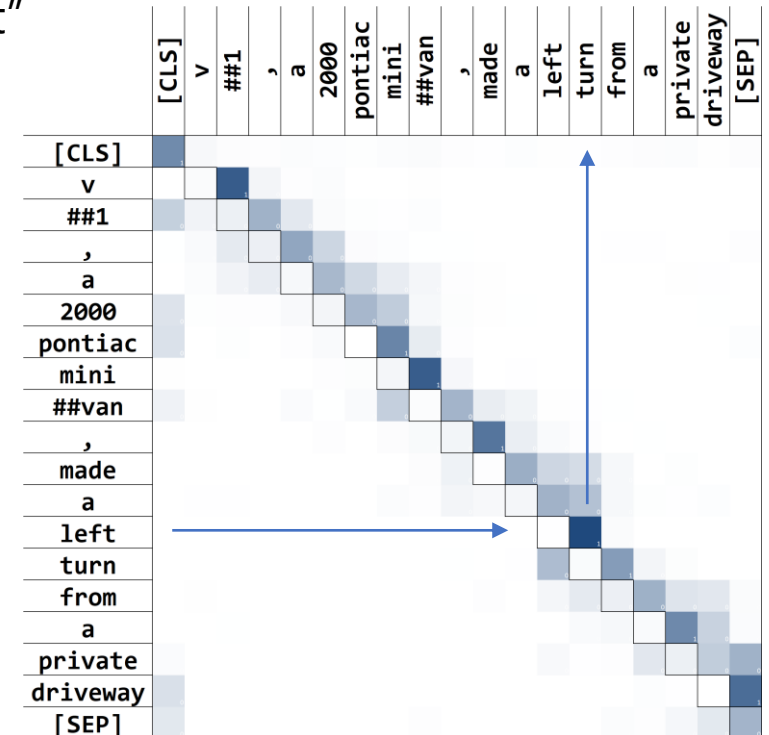 t"
[CLS] v ##1 , a 2000 pontiac mini ##van , made a left turn from a private driveway [SEP]
[CLS]
v
##1
,
a
2000
pontiac
mini
##van
,
made
a
left
turn
from
a
private
driveway
[SEP]